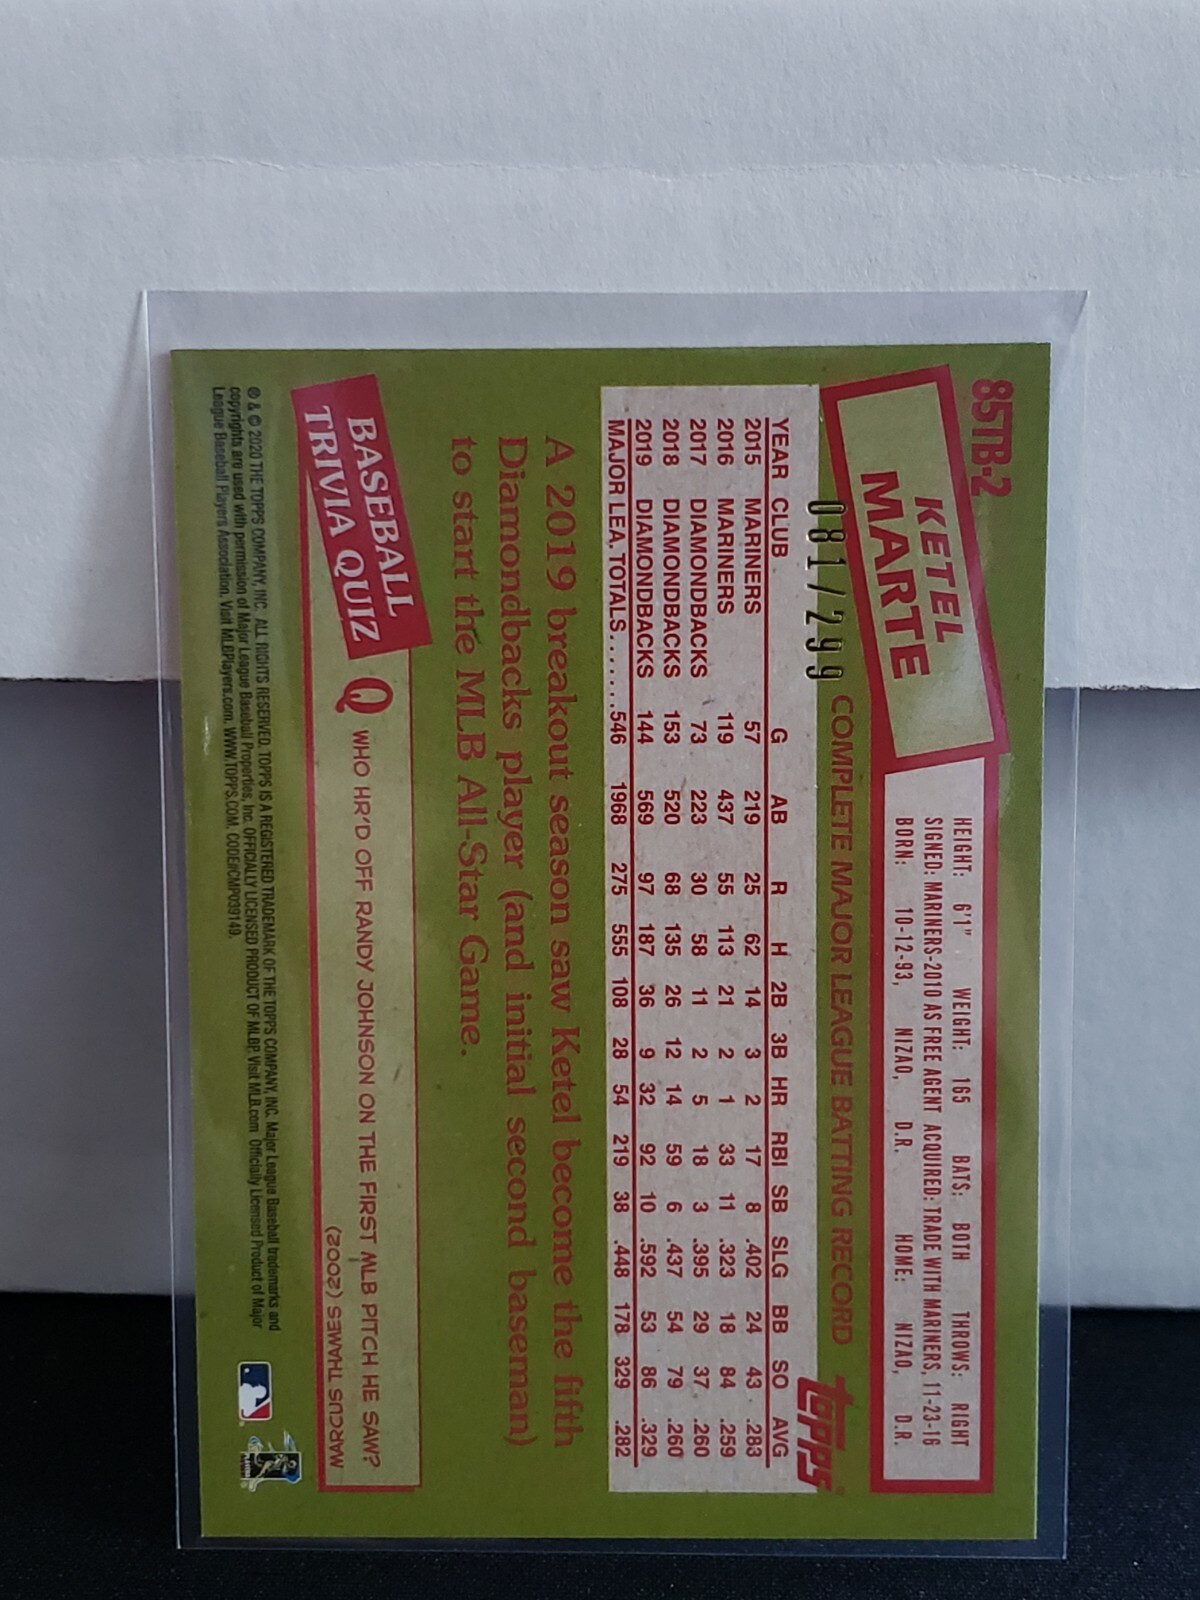 85TB-2
KETEL
MARTE
HEIGHT: 6'1" WEIGHT: 165 BATS: BOTH THROWS: RIGHT
SIGNED: MARINERS-2010 AS FREE AGENT ACQUIRED: TRADE WITH MARINERS, 11-23-16
BORN: 10-12-93, NIZAO, D.R. HOME: NIZAO, D.R.
081/299
COMPLETE MAJOR LEAGUE BATTING RECORD
topps®
YEAR CLUB G AB R H 2B 3B HR RBI SB SLG BB SO AVG
2015 MARINERS 57 219 25 62 14 3 2 17 8 .402 24 43 .283
2016 MARINERS 119 437 55 113 21 2 1 33 11 .323 18 84 .259
2017 DIAMONDBACKS 73 223 30 58 11 2 5 18 3 .395 29 37 .260
2018 DIAMONDBACKS 153 520 68 135 26 12 14 59 6 .437 54 79 .260
2019 DIAMONDBACKS 144 569 97 187 36 9 32 92 10 .592 53 86 .329
MAJOR LEA. TOTALS........546 1968 275 555 108 28 54 219 38 .448 178 329 .282
A 2019 breakout season saw Ketel become the fifth
Diamondbacks player (and initial second baseman)
to start the MLB All-Star Game.
BASEBALL
TRIVIA QUIZ
Q WHO HR'D OFF RANDY JOHNSON ON THE FIRST MLB PITCH HE SAW?
MARCUS THAMES (2002)
® & © 2020 THE TOPPS COMPANY, INC. ALL RIGHTS RESERVED. TOPPS IS A REGISTERED TRADEMARK OF THE TOPPS COMPANY, INC. Major League Baseball trademarks and
copyrights are used with permission of Major League Baseball Properties, Inc. OFFICIALLY LICENSED PRODUCT OF MLBP. Visit MLB.com Officially Licensed Product of Major
League Baseball Players Association. Visit MLBPlayers.com. WWW.TOPPS.COM. CODE#CMP039149.